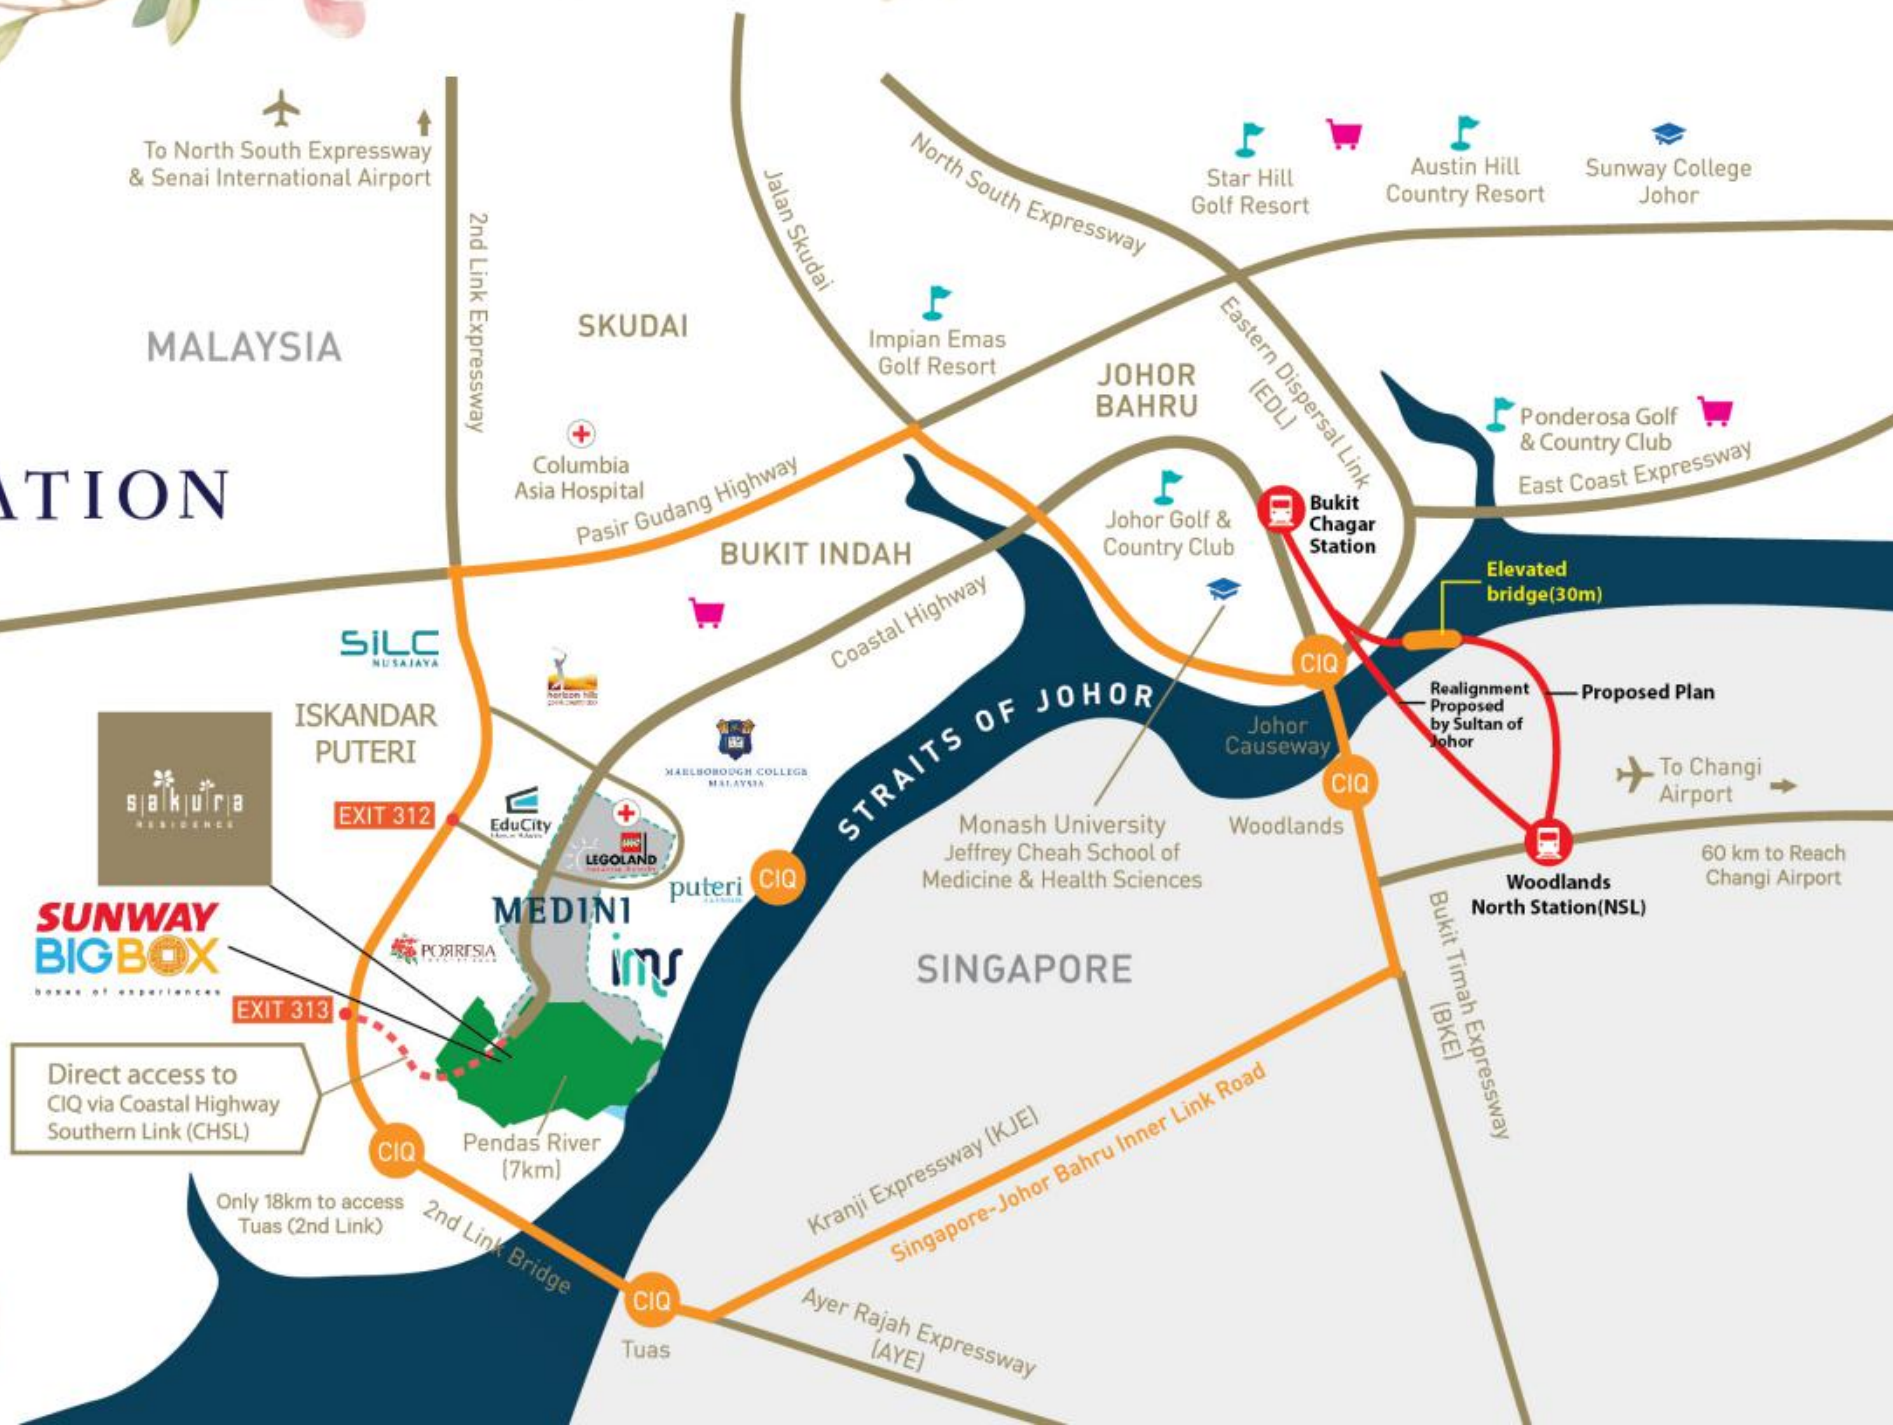 To North South Expressway
& Senai International Airport
2nd Link Expressway
Jalan Skudai
North South Expressway
Star Hill
Golf Resort
Austin Hill
Country Resort
Sunway College
Johor
MALAYSIA
SKUDAI
Impian Emas
Golf Resort
JOHOR
BAHRU
Eastern Dispersal Link
(EDL)
Ponderosa Golf
& Country Club
East Coast Expressway
ATION
Columbia
Asia Hospital
Pasir Gudang Highway
BUKIT INDAH
Johor Golf &
Country Club
Bukit
Chagar
Station
Elevated
bridge(30m)
Coastal Highway
SiLC
NUSAJAYA
horizon hills
ISKANDAR
PUTERI
MARLBOROUGH COLLEGE
MALAYSIA
STRAITS OF JOHOR
CIQ
Johor
Causeway
Realignment
Proposed
by Sultan of
Johor
Proposed Plan
CIQ
Woodlands
To Changi
Airport
60 km to Reach
Changi Airport
Woodlands
North Station(NSL)
sakura
RESIDENCE
EXIT 312
EduCity
LEGOLAND
puteri
CIQ
Monash University
Jeffrey Cheah School of
Medicine & Health Sciences
MEDINI
SUNWAY
BIGBOX
boxes of experiences
PORRESIA
ims
SINGAPORE
Bukit Timah Expressway
(BKE)
EXIT 313
Direct access to
CIQ via Coastal Highway
Southern Link (CHSL)
CIQ
Pendas River
(7km)
Only 18km to access
Tuas (2nd Link)
2nd Link Bridge
Kranji Expressway (KJE)
Singapore-Johor Bahru Inner Link Road
CIQ
Tuas
Ayer Rajah Expressway
(AYE)